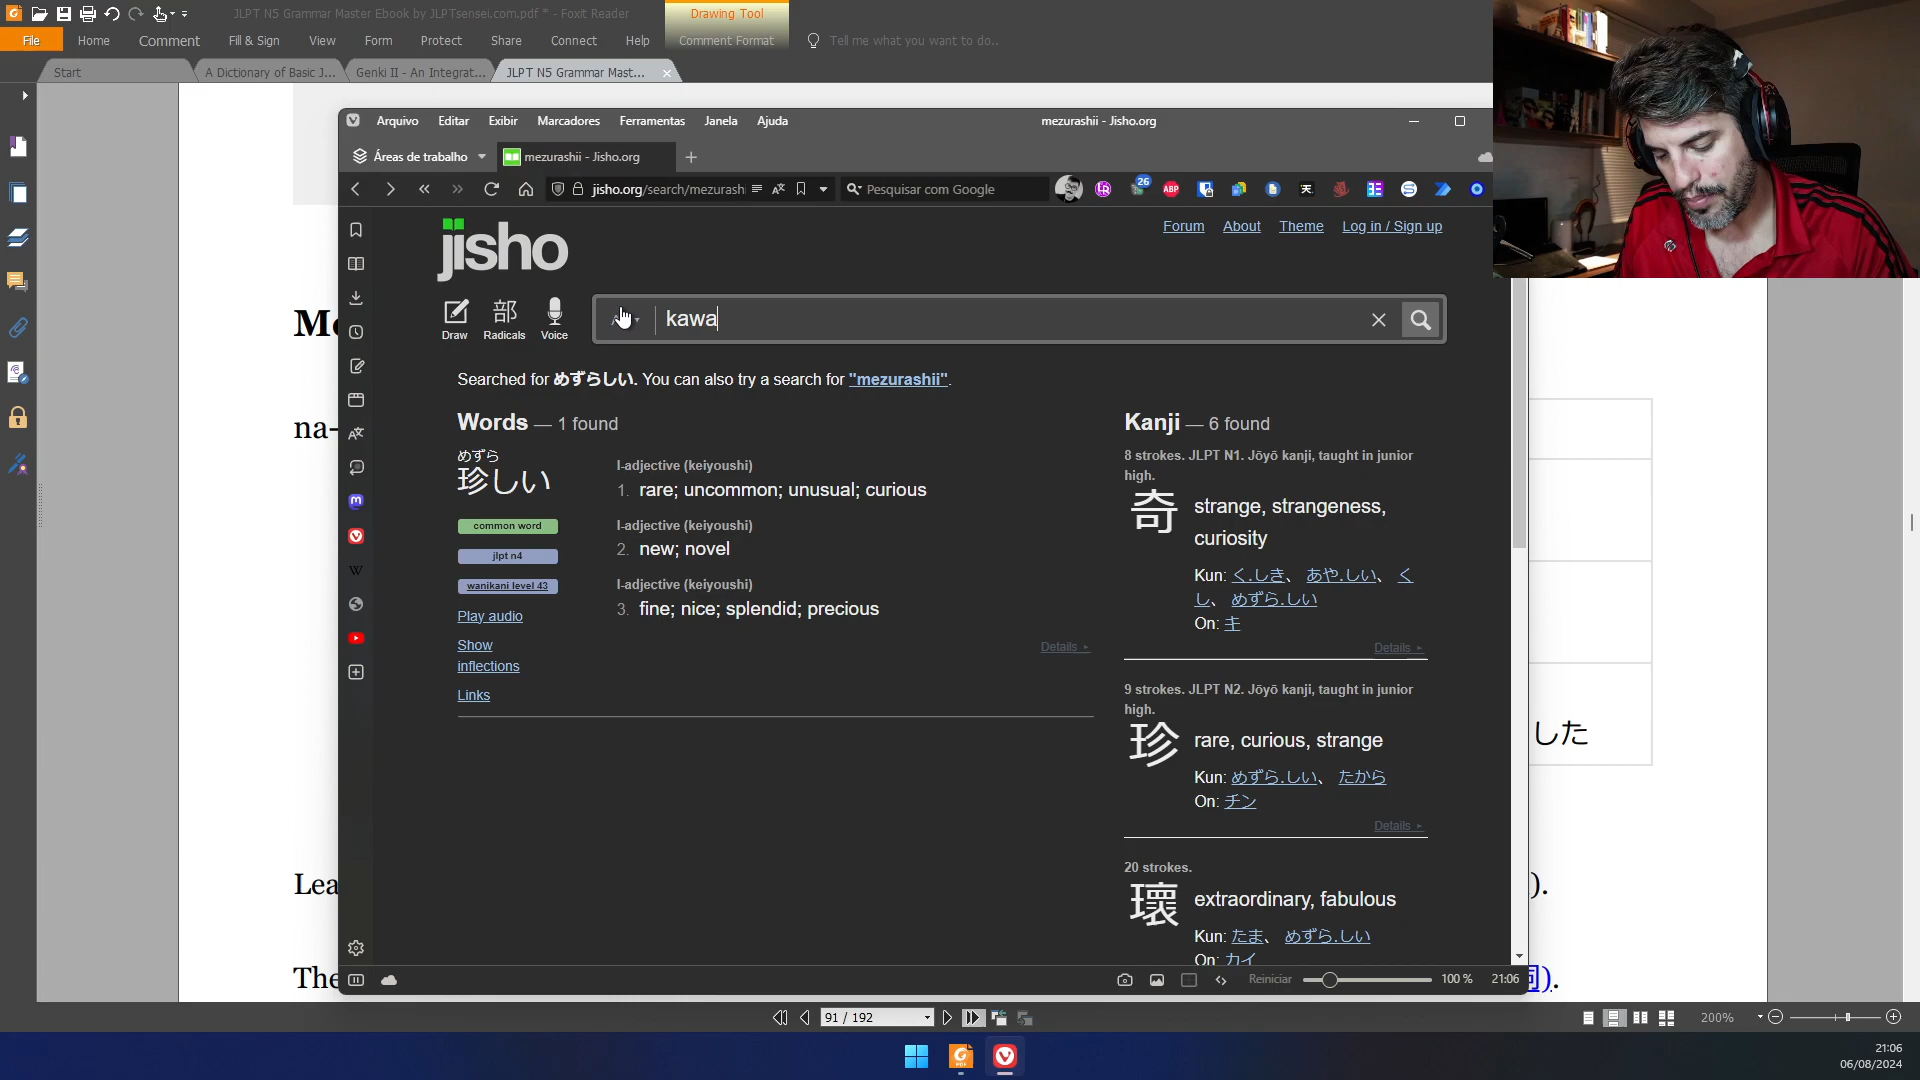 JLPT N5 Grammar Master Ebook by JLPTsensei.com.pdf * - Foxit Reader
Drawing Tool
File
Home
Comment
Fill & Sign
View
Form
Protect
Share
Connect
Help
Comment Format
Tell me what you want to do..
Start
A Dictionary of Basic J...
Genki II - An Integrat...
JLPT N5 Grammar Mast...
Arquivo
Editar
Exibir
Marcadores
Ferramentas
Janela
Ajuda
mezurashii - Jisho.org
Áreas de trabalho
mezurashii - Jisho.org
jisho.org/search/mezurash
Pesquisar com Google
26
ABP
jisho
Forum
About
Theme
Log in / Sign up
Draw
部
Radicals
Voice
kawa
Searched for めずらしい. You can also try a search for "mezurashii".
Words — 1 found
めずら
珍しい
common word
jlpt n4
wanikani level 43
Play audio
Show
inflections
Links
I-adjective (keiyoushi)
1. rare; uncommon; unusual; curious
I-adjective (keiyoushi)
2. new; novel
I-adjective (keiyoushi)
3. fine; nice; splendid; precious
Details
Kanji — 6 found
8 strokes. JLPT N1. Jōyō kanji, taught in junior
high.
奇
strange, strangeness,
curiosity
Kun: く.しき、 あや.しい、 く
し、 めずら.しい
On: キ
Details
9 strokes. JLPT N2. Jōyō kanji, taught in junior
high.
珍
rare, curious, strange
Kun: めずら.しい、 たから
On: チン
Details
20 strokes.
瓌
extraordinary, fabulous
Kun: たま、 めずら.しい
On: カイ
na-
した
Lea
).
The
詞).
Reiniciar
100 %
21:06
91 / 192
200%
21:06
06/08/2024